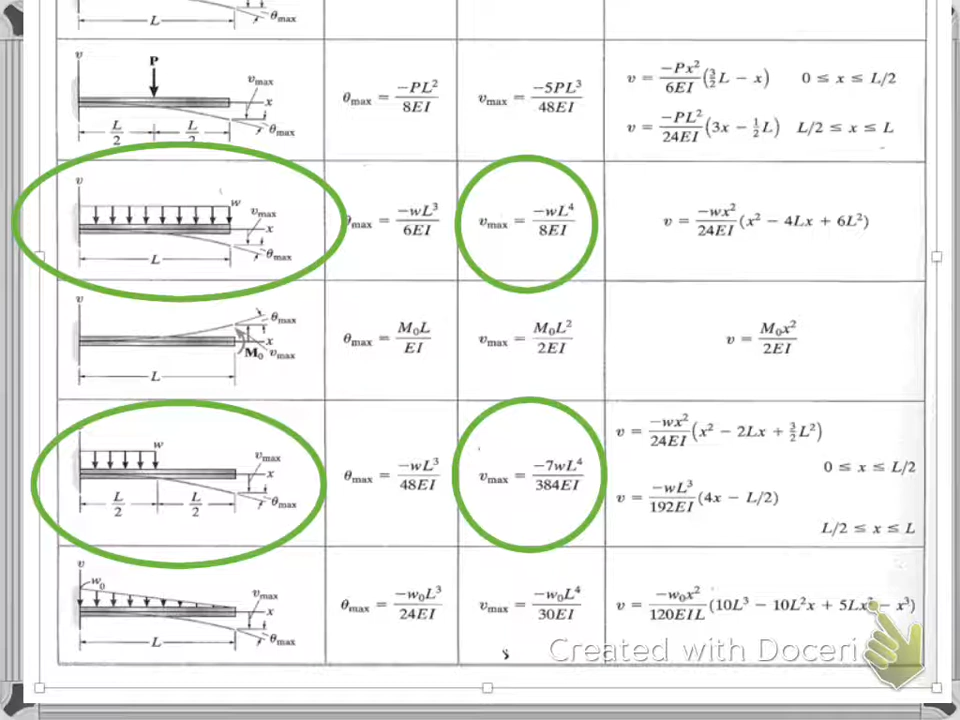 L
θmax
v
P
vmax
x
L/2 L/2
θmax
θmax = -PL²/8EI
vmax = -5PL³/48EI
v = -Px²/6EI (3/2 L - x) 0 ≤ x ≤ L/2
v = -PL²/24EI (3x - 1/2 L) L/2 ≤ x ≤ L
v
w
vmax
x
L
θmax
θmax = -wL³/6EI
vmax = -wL⁴/8EI
v = -wx²/24EI (x² - 4Lx + 6L²)
v
θmax
x
M₀ vmax
L
θmax = M₀L/EI
vmax = M₀L²/2EI
v = M₀x²/2EI
w
vmax
x
L/2 L/2
θmax
θmax = -wL³/48EI
vmax = -7wL⁴/384EI
v = -wx²/24EI (x² - 2Lx + 3/2 L²)
0 ≤ x ≤ L/2
v = -wL³/192EI (4x - L/2)
L/2 ≤ x ≤ L
v
w₀
vmax
x
L
θmax
θmax = -w₀L³/24EI
vmax = -w₀L⁴/30EI
v = -w₀x²/120EIL (10L³ - 10L²x + 5Lx² - x³)
Created with Doceri